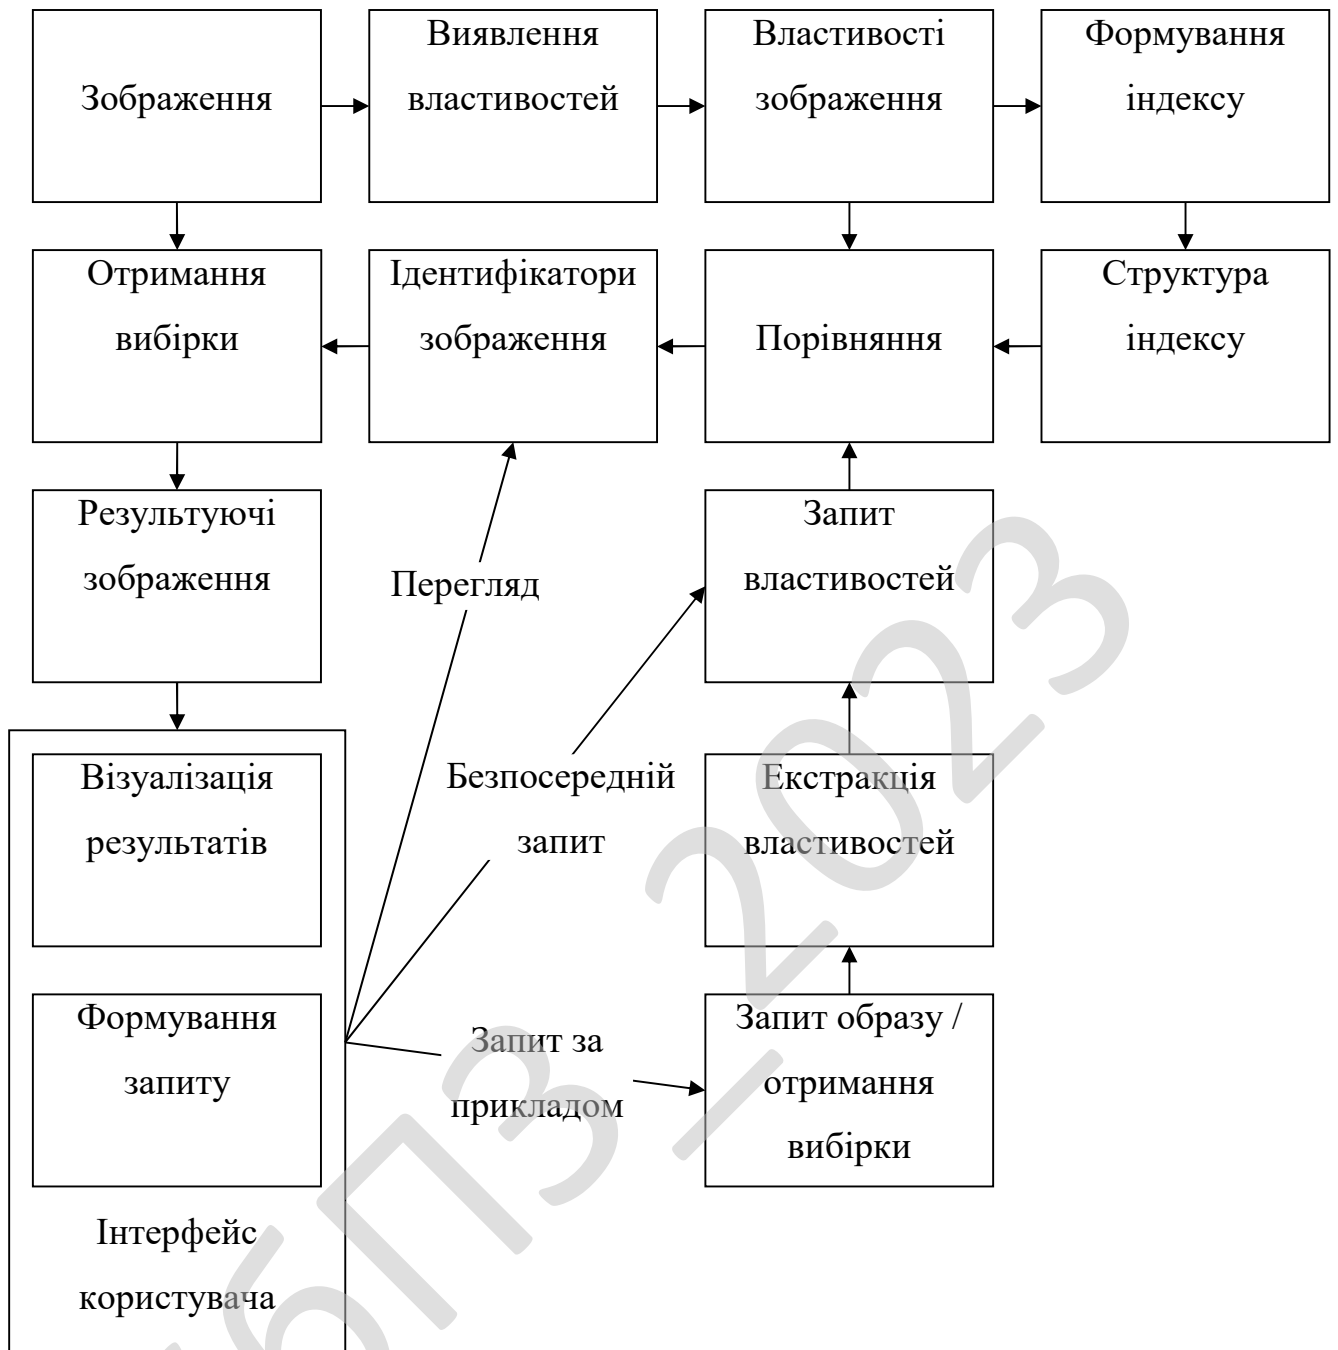 Зображення
Виявлення
властивостей
Властивості
зображення
Формування
індексу
Отримання
вибірки
Ідентифікатори
зображення
Порівняння
Структура
індексу
Результуючі
зображення
Перегляд
Запит
властивостей
Візуалізація
результатів
Безпосередній
запит
Екстракція
властивостей
Формування
запиту
Запит за
прикладом
Запит образу /
отримання
вибірки
Інтерфейс
користувача
бПЗ_2023